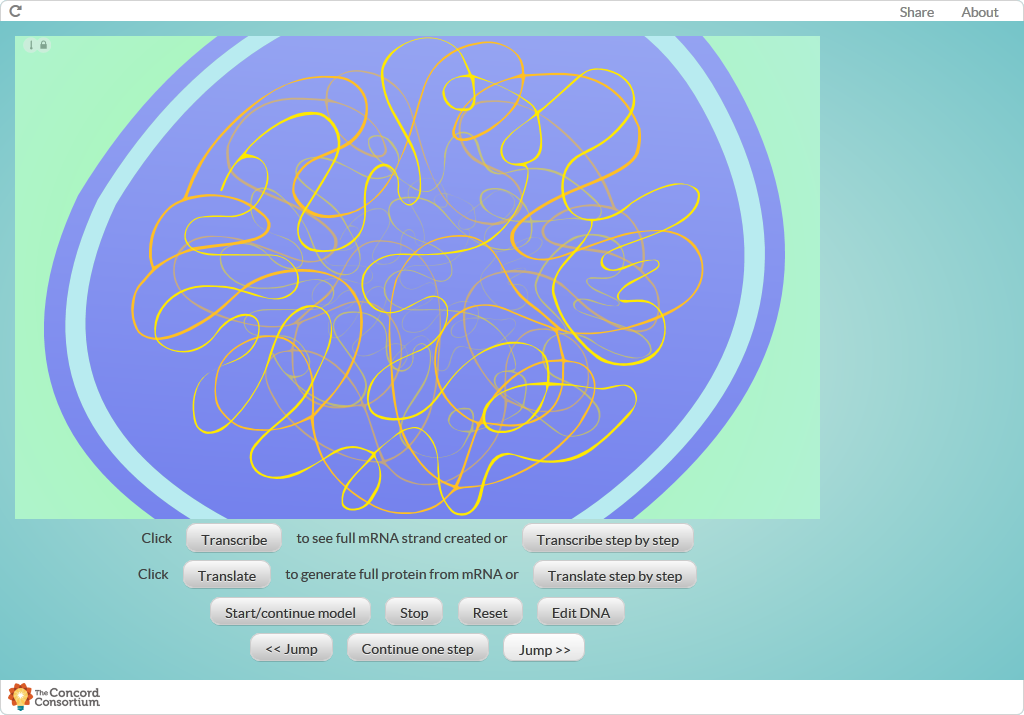 Share About
Click Transcribe to see full mRNA strand created or Transcribe step by step
Click Translate to generate full protein from mRNA or Translate step by step
Start/continue model Stop Reset Edit DNA
<< Jump Continue one step Jump >>
The Concord
Consortium